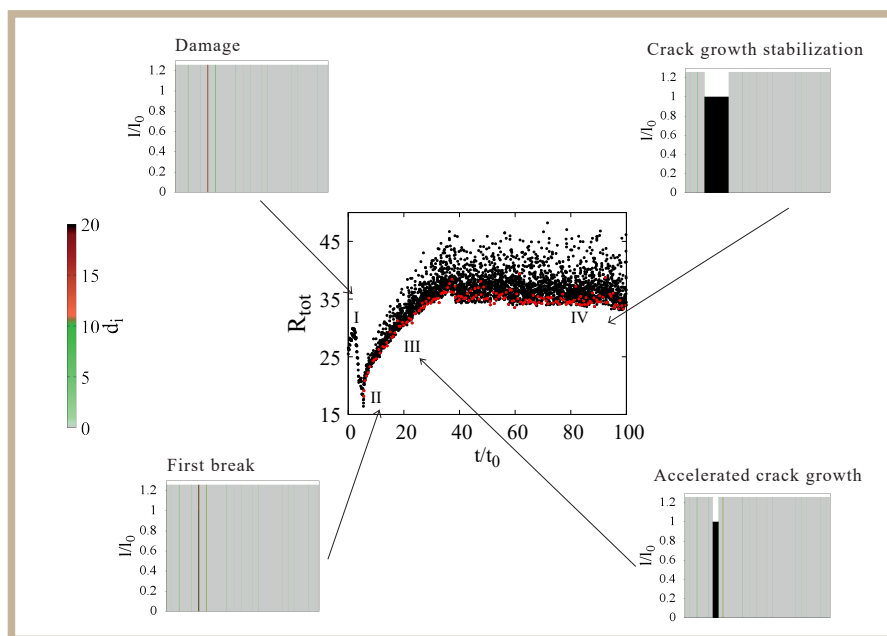 Damage
1.2
1
0.8
0.6
0.4
0.2
0
l/l0
Crack growth stabilization
1.2
1
0.8
0.6
0.4
0.2
0
l/l0
20
15
10
5
0
di
45
35
25
15
Rtot
I
II
III
IV
0 20 40 60 80 100
t/t0
First break
1.2
1
0.8
0.6
0.4
0.2
0
l/l0
Accelerated crack growth
1.2
1
0.8
0.6
0.4
0.2
0
l/l0